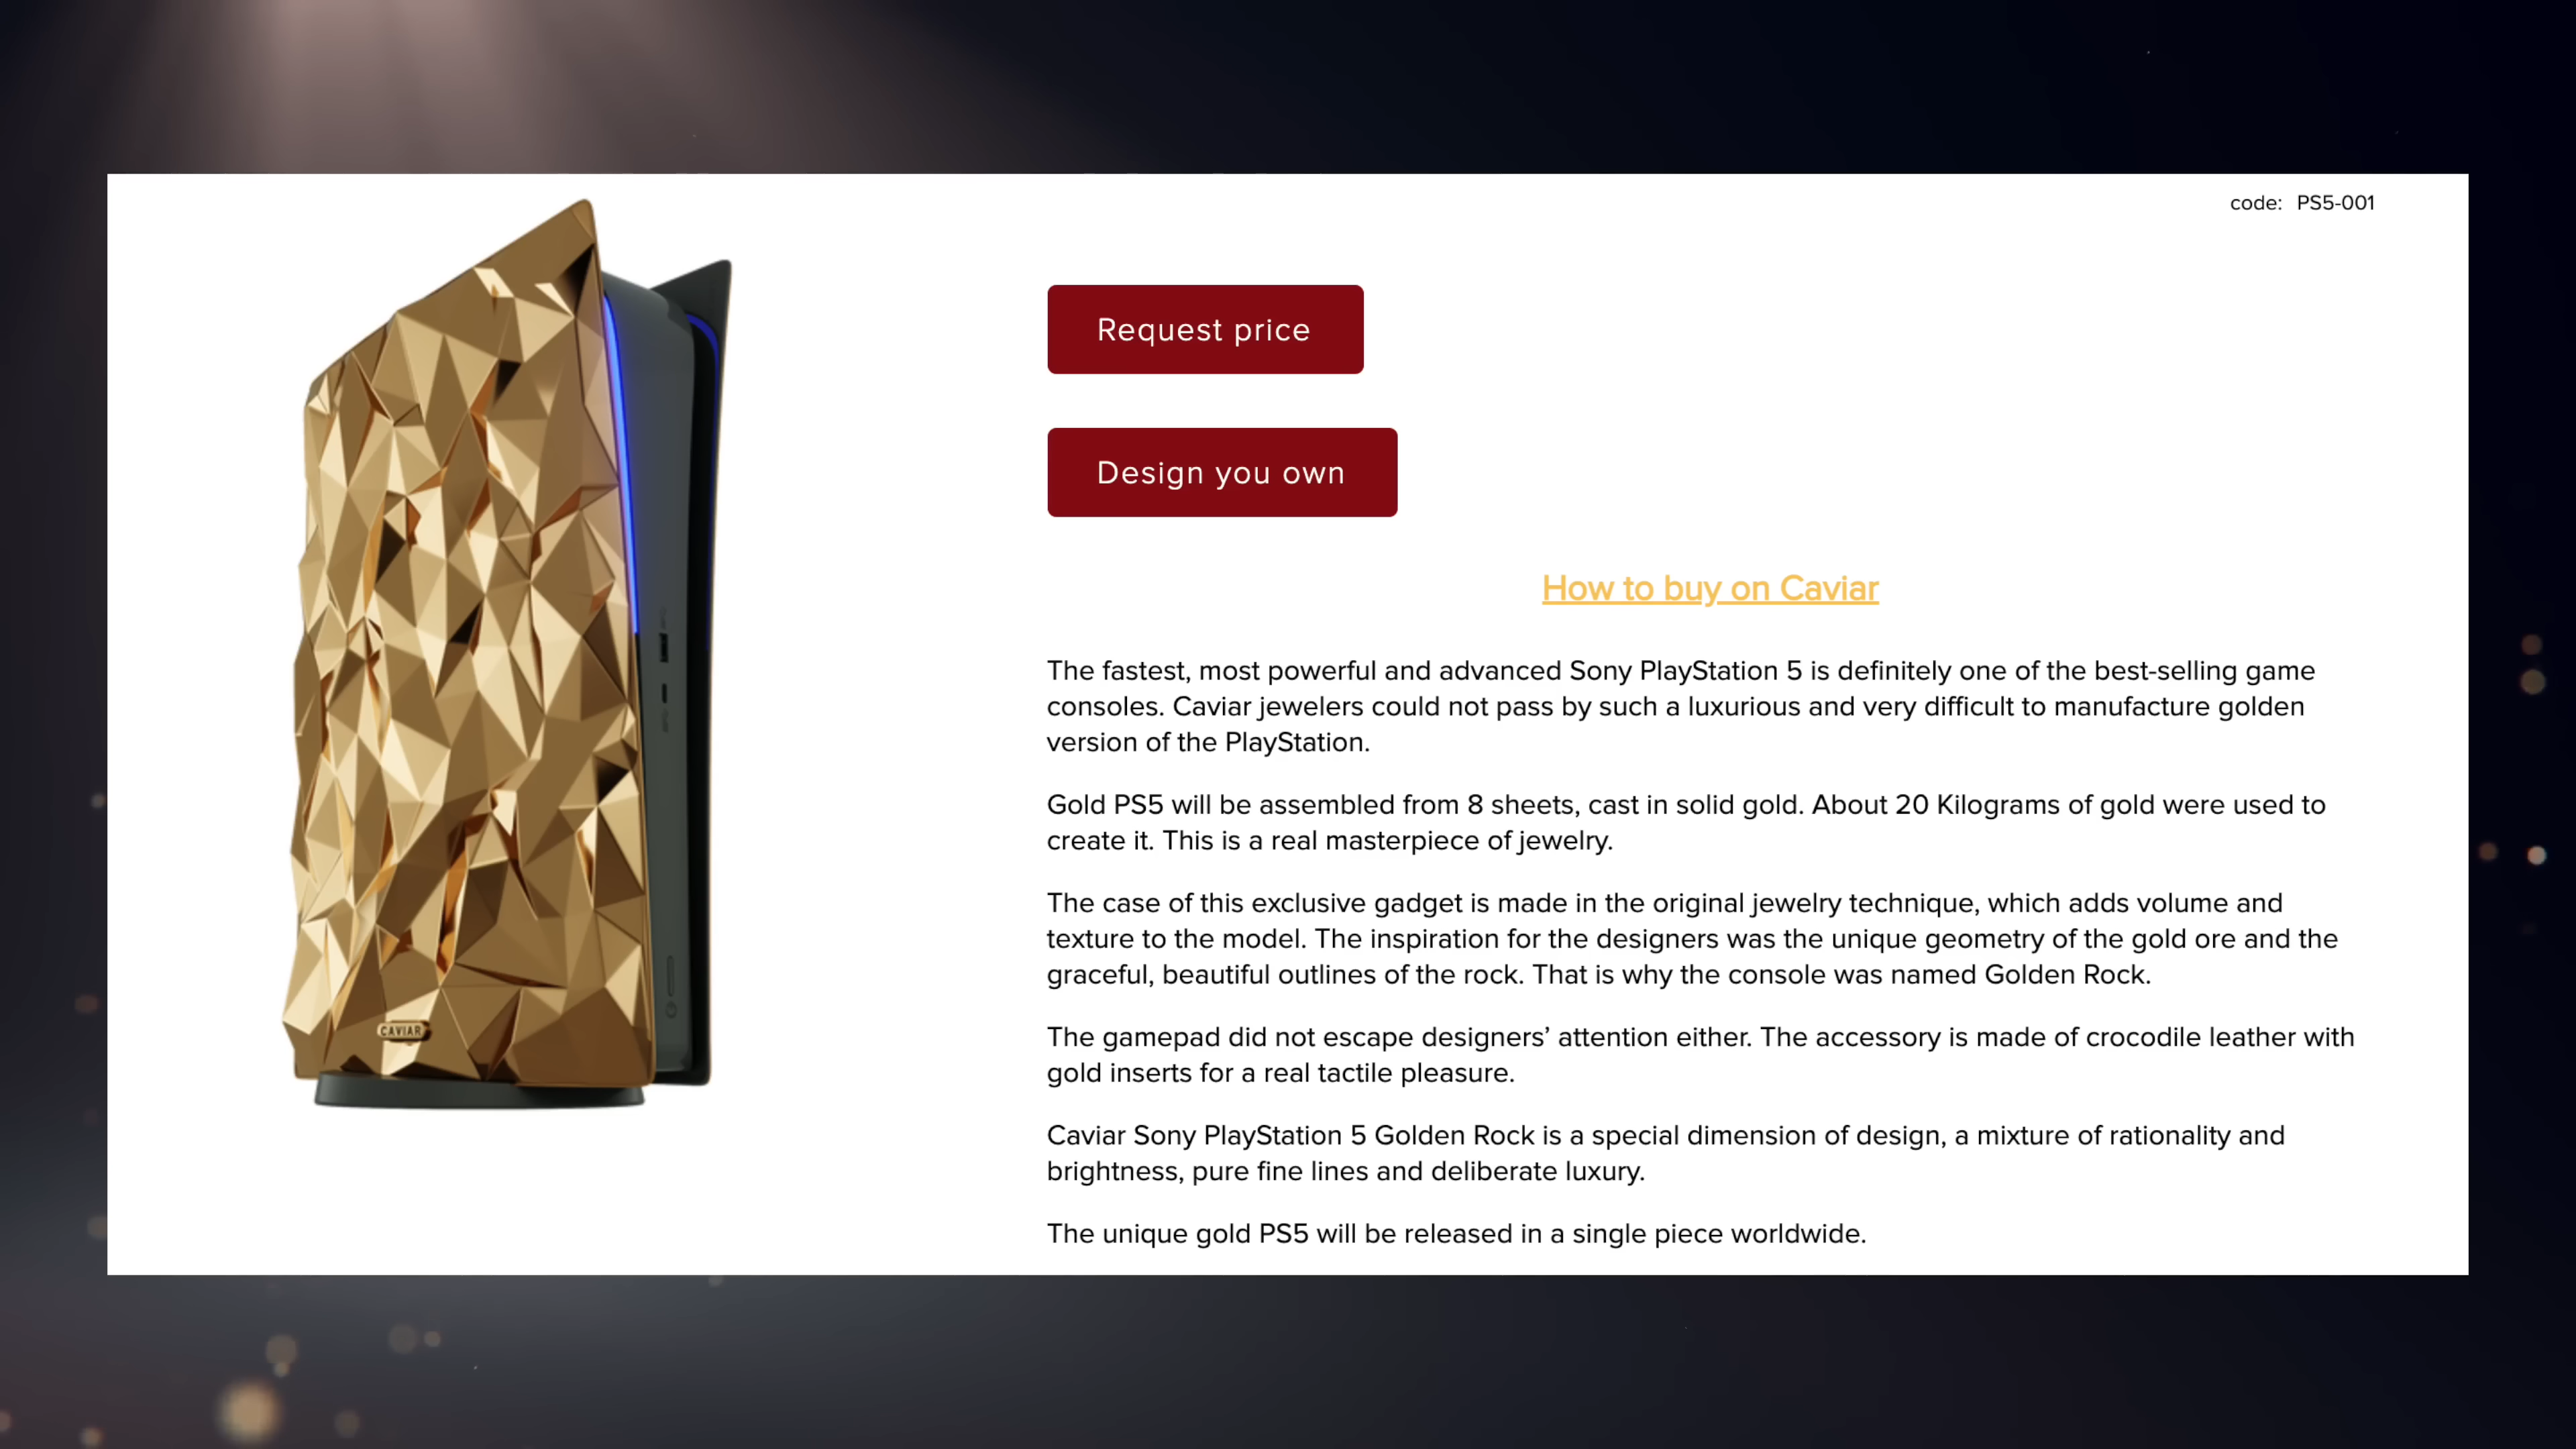 code: PS5-001
Request price
Design you own
How to buy on Caviar
The fastest, most powerful and advanced Sony PlayStation 5 is definitely one of the best-selling game
consoles. Caviar jewelers could not pass by such a luxurious and very difficult to manufacture golden
version of the PlayStation.
Gold PS5 will be assembled from 8 sheets, cast in solid gold. About 20 Kilograms of gold were used to
create it. This is a real masterpiece of jewelry.
The case of this exclusive gadget is made in the original jewelry technique, which adds volume and
texture to the model. The inspiration for the designers was the unique geometry of the gold ore and the
graceful, beautiful outlines of the rock. That is why the console was named Golden Rock.
The gamepad did not escape designers’ attention either. The accessory is made of crocodile leather with
gold inserts for a real tactile pleasure.
Caviar Sony PlayStation 5 Golden Rock is a special dimension of design, a mixture of rationality and
brightness, pure fine lines and deliberate luxury.
The unique gold PS5 will be released in a single piece worldwide.
CAVIAR